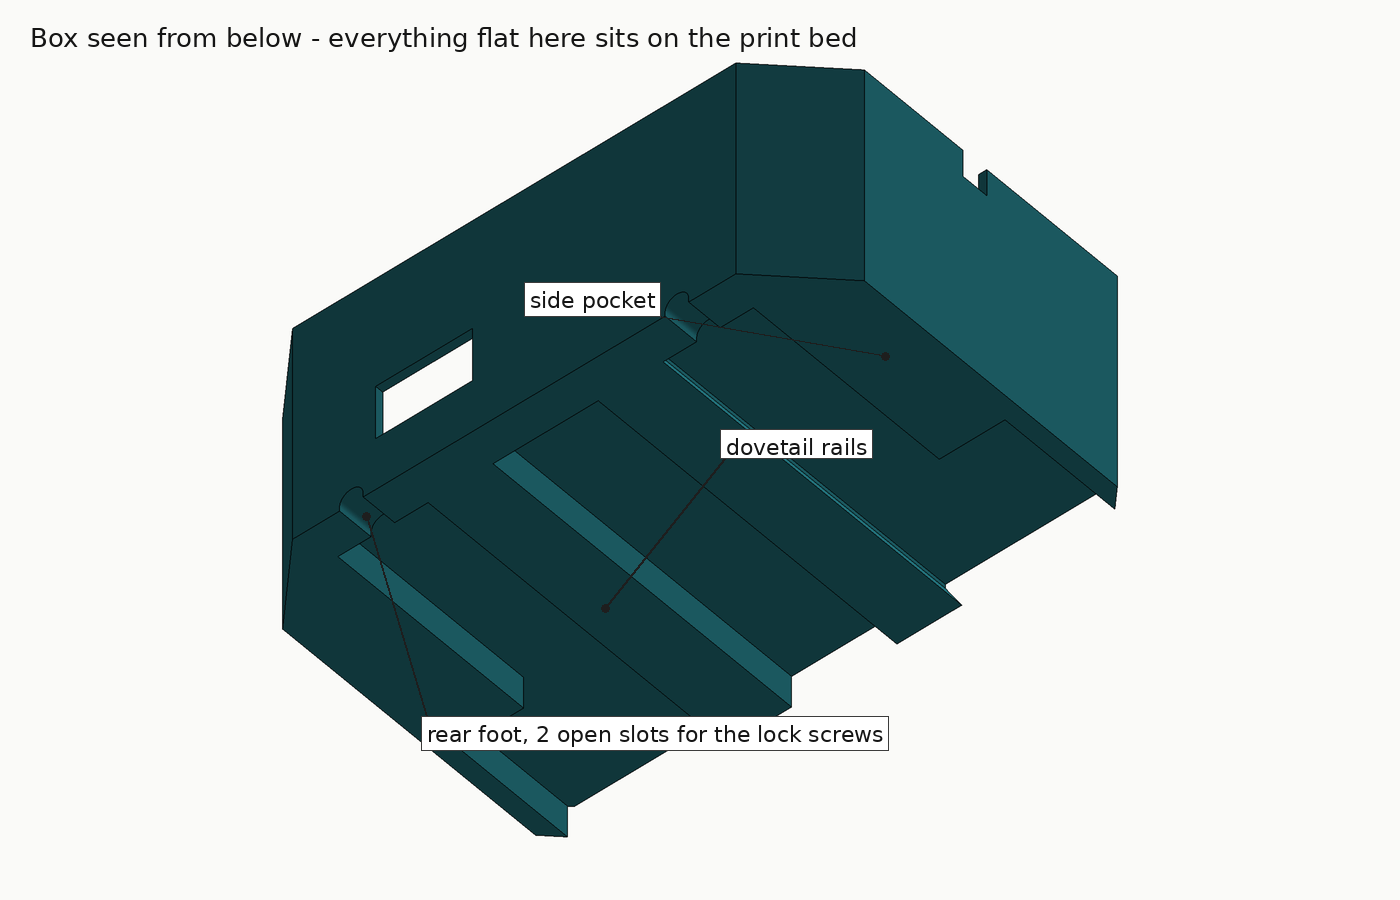 Box seen from below - everything flat here sits on the print bed
side pocket
dovetail rails
rear foot, 2 open slots for the lock screws